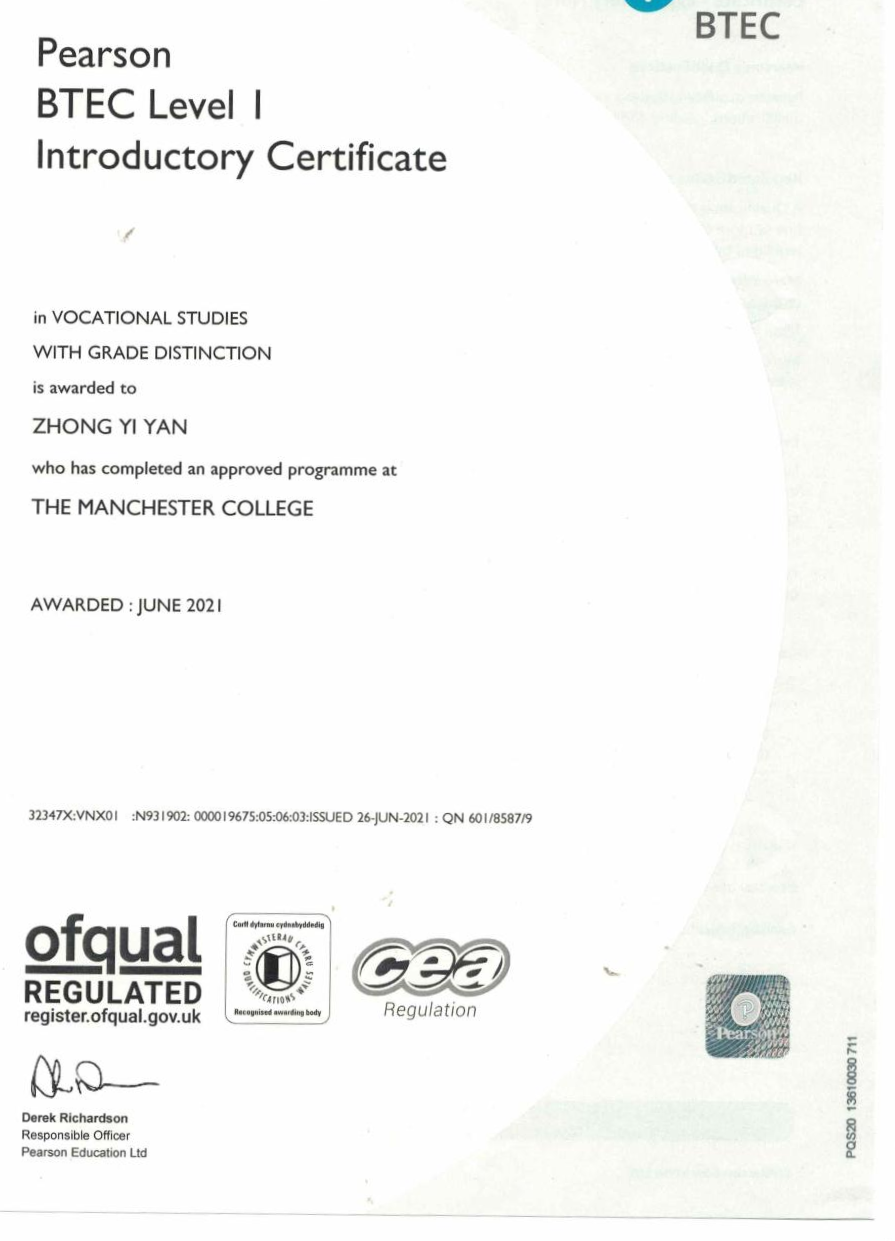 BTEC
Pearson
BTEC Level 1
Introductory Certificate
in VOCATIONAL STUDIES
WITH GRADE DISTINCTION
is awarded to
ZHONG YI YAN
who has completed an approved programme at
THE MANCHESTER COLLEGE
AWARDED : JUNE 2021
32347X:VNX01 :N931902: 000019675:05:06:03:ISSUED 26-JUN-2021 : QN 601/8587/9
ofqual
REGULATED
register.ofqual.gov.uk
Corff dyfarnu cydnabyddedig
CYMWYSTERAU CYMRU
QUALIFICATIONS WALES
Recognised awarding body
cea
Regulation
Pearson
Derek Richardson
Responsible Officer
Pearson Education Ltd
PQS20 13610030 711